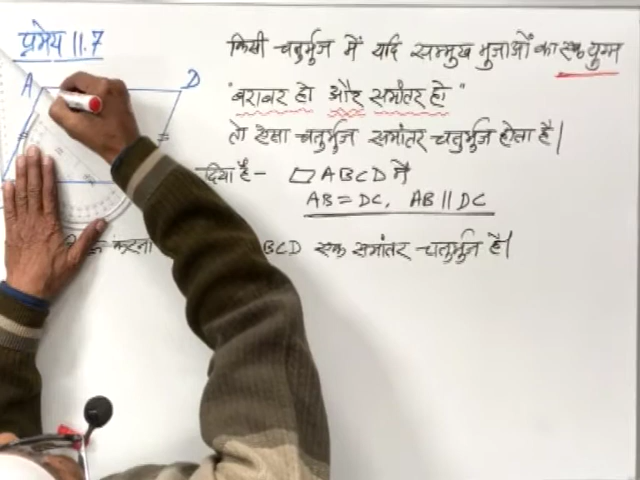 प्रमेय 11.7
किसी चतुर्भुज में यदि सम्मुख भुजाओं का एक युग्म
"बराबर हो और समांतर हो"
तो ऐसा चतुर्भुज समांतर चतुर्भुज होता है|
दिया है - ▱ ABCD में
AB = DC, AB || DC
करना BCD एक समांतर चतुर्भुज है|
A D